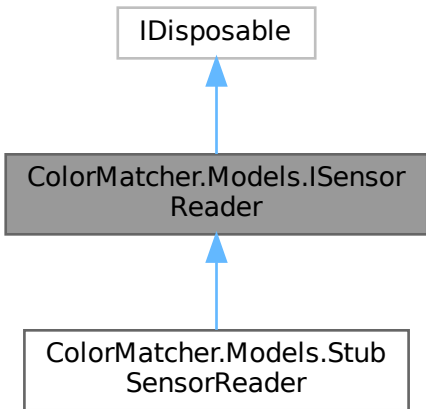 IDisposable
ColorMatcher.Models.ISensor
Reader
ColorMatcher.Models.Stub
SensorReader